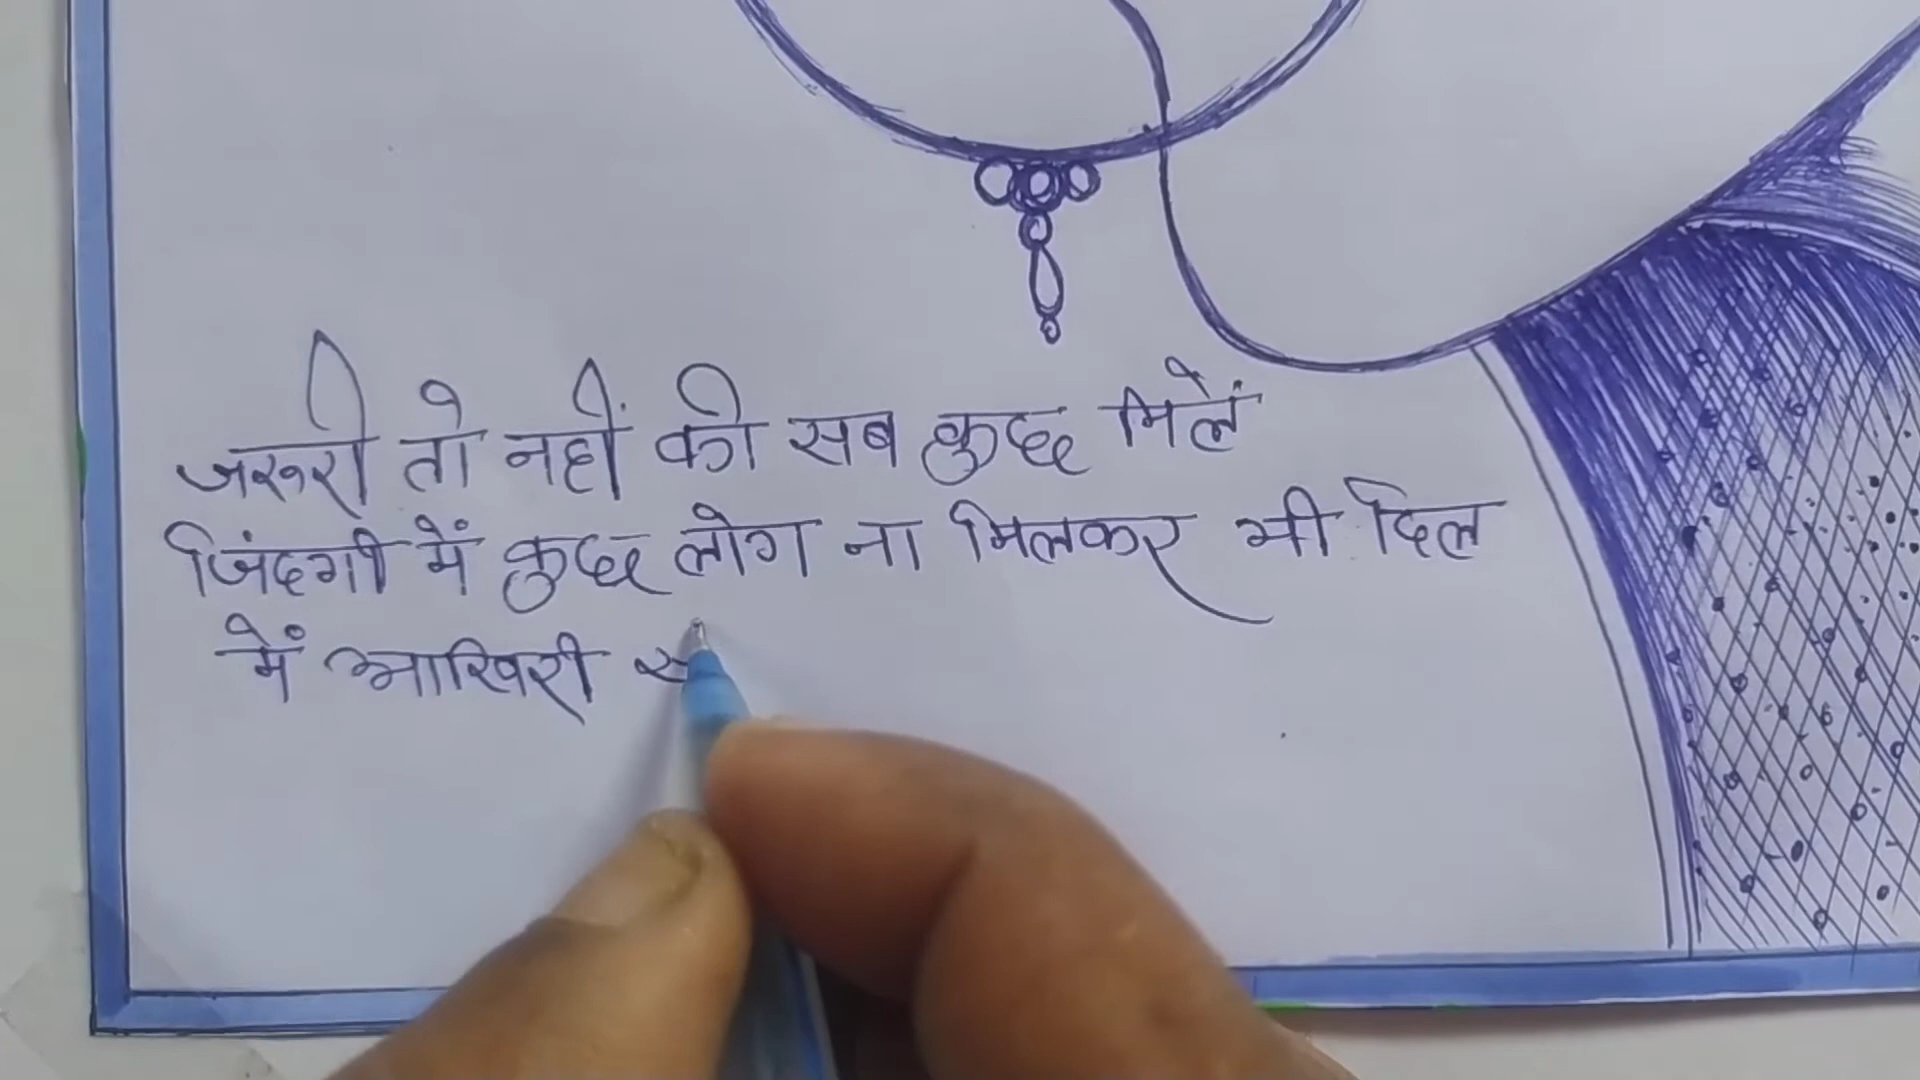 जरूरी तो नहीं की सब कुछ मिलें
जिंदगी में कुछ लोग ना मिलकर भी दिल
में आखिरी